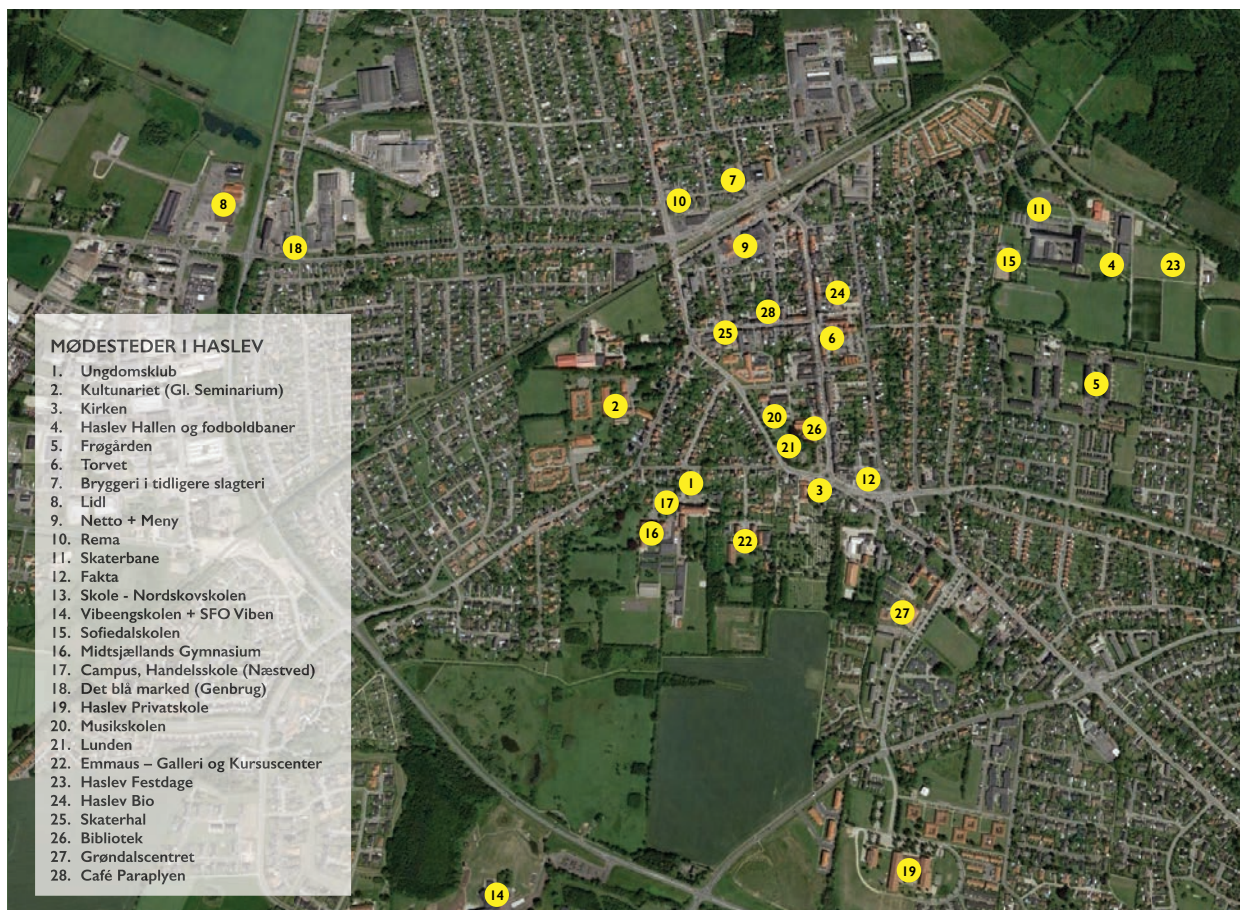 7
10
8
11
9
18
15
4
23
24
28
25
6
5
2
20
26
21
12
1
3
17
16
22
27
19
14
MØDESTEDER I HASLEV
1. Ungdomsklub
2. Kultunariet (Gl. Seminarium)
3. Kirken
4. Haslev Hallen og fodboldbaner
5. Frøgården
6. Torvet
7. Bryggeri i tidligere slagteri
8. Lidl
9. Netto + Meny
10. Rema
11. Skaterbane
12. Fakta
13. Skole - Nordskovskolen
14. Vibeengskolen + SFO Viben
15. Sofiedalskolen
16. Midtsjællands Gymnasium
17. Campus, Handelsskole (Næstved)
18. Det blå marked (Genbrug)
19. Haslev Privatskole
20. Musikskolen
21. Lunden
22. Emmaus – Galleri og Kursuscenter
23. Haslev Festdage
24. Haslev Bio
25. Skaterhal
26. Bibliotek
27. Grøndalscentret
28. Café Paraplyen